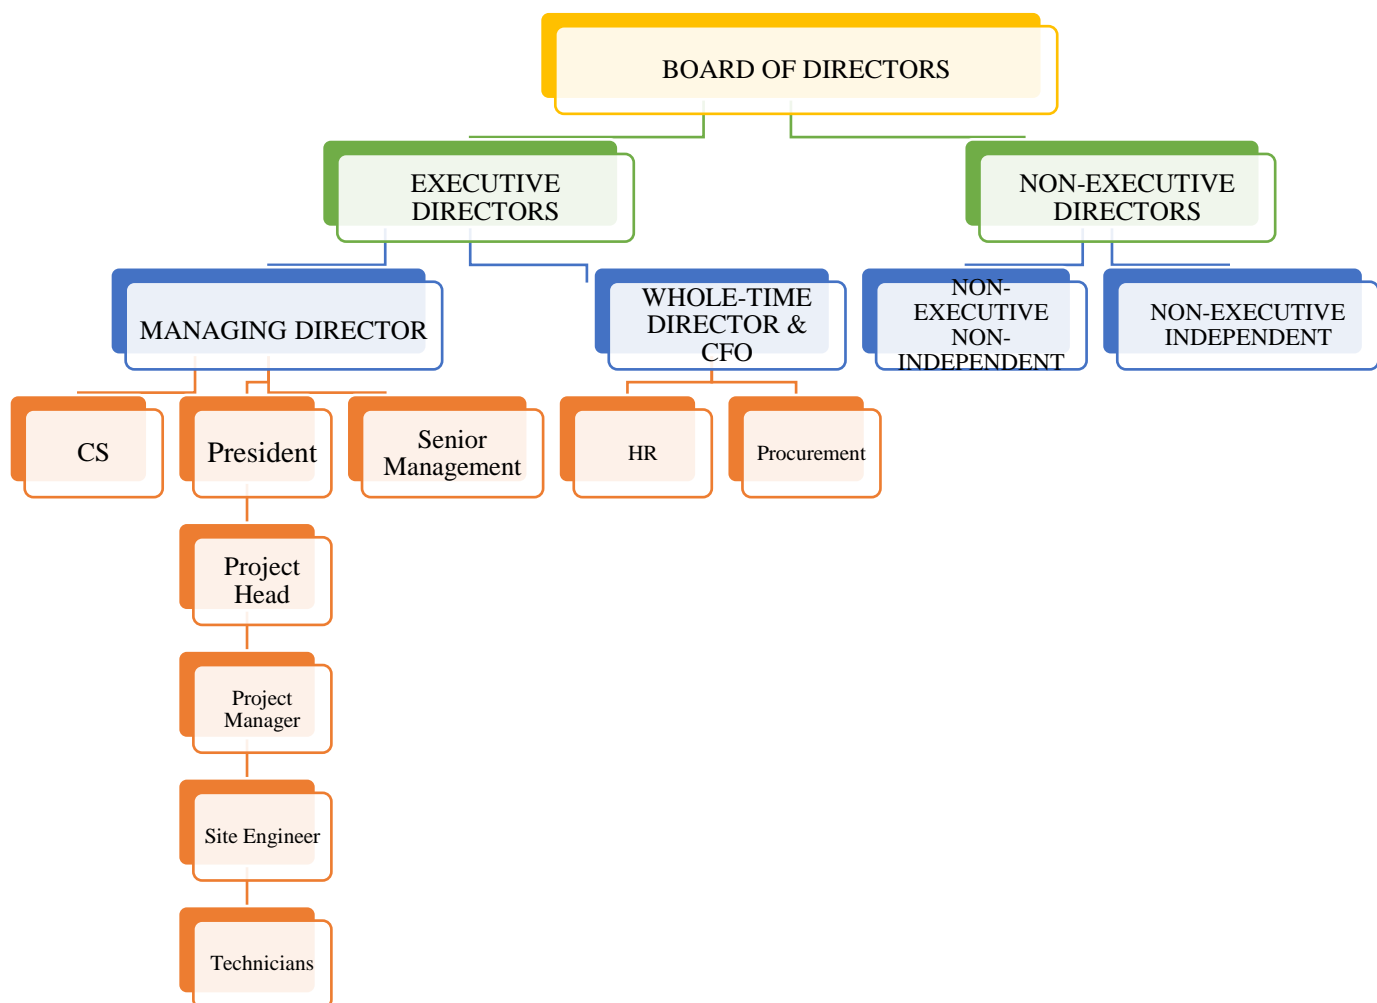 BOARD OF DIRECTORS
EXECUTIVE
DIRECTORS
NON-EXECUTIVE
DIRECTORS
MANAGING DIRECTOR
WHOLE-TIME
DIRECTOR &
CFO
NON-
EXECUTIVE
NON-
INDEPENDENT
NON-EXECUTIVE
INDEPENDENT
CS
President
Senior
Management
HR
Procurement
Project
Head
Project
Manager
Site Engineer
Technicians